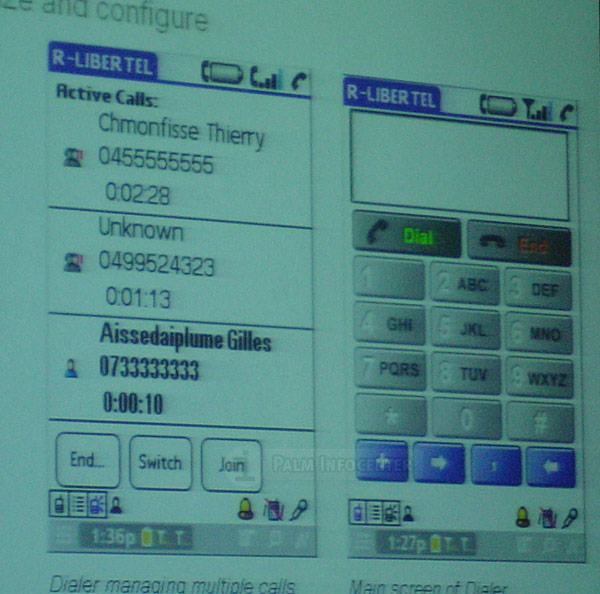 and configure
R-LIBERTEL
Active Calls:
Chmonfisse Thierry
0455555555
0:02:28
Unknown
0499524323
0:01:13
Aissedaiplume Gilles
0733333333
0:00:10
End... Switch Join
1:36p
Dialer managing multiple calls
R-LIBERTEL
Dial End
1 2 ABC 3 DEF
4 GHI 5 JKL 6 MNO
7 PQRS 8 TUV 9 WXYZ
* 0 #
+ ,
1:27p
Main screen of Dialer
PALM INFOCENTER